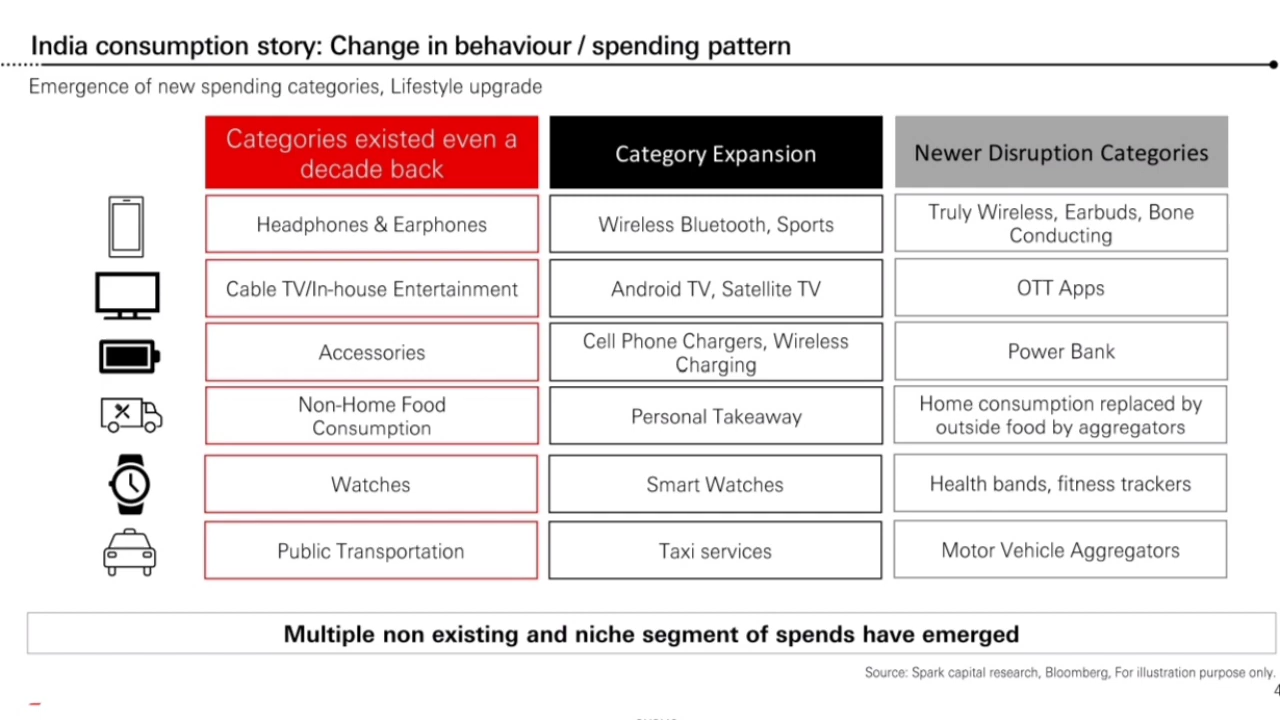 India consumption story: Change in behaviour / spending pattern
Emergence of new spending categories, Lifestyle upgrade
Categories existed even a
decade back
Category Expansion
Newer Disruption Categories
Headphones & Earphones
Wireless Bluetooth, Sports
Truly Wireless, Earbuds, Bone
Conducting
Cable TV/In-house Entertainment
Android TV, Satellite TV
OTT Apps
Accessories
Cell Phone Chargers, Wireless
Charging
Power Bank
Non-Home Food
Consumption
Personal Takeaway
Home consumption replaced by
outside food by aggregators
Watches
Smart Watches
Health bands, fitness trackers
Public Transportation
Taxi services
Motor Vehicle Aggregators
Multiple non existing and niche segment of spends have emerged
Source: Spark capital research, Bloomberg, For illustration purpose only.
4